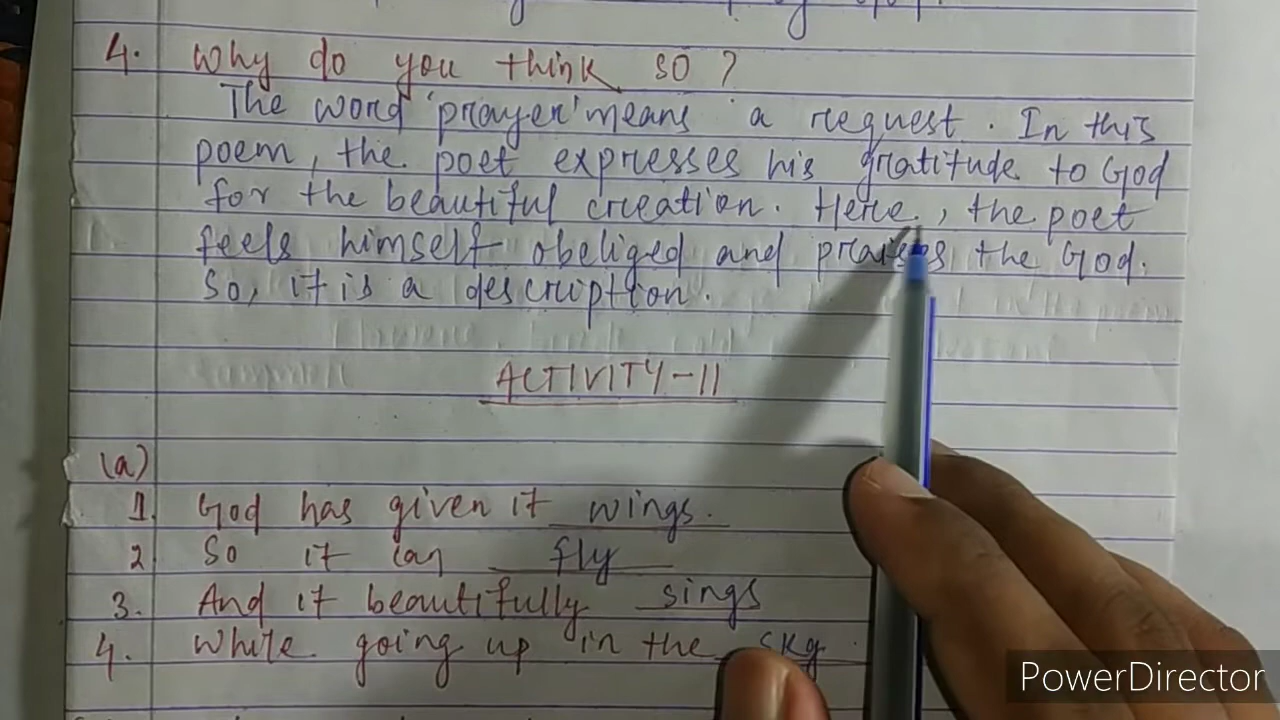 4. Why do you think so ?
The word 'prayer' means a request. In this
poem, the poet expresses his gratitude to God
for the beautiful creation. Here, the poet
feels himself obeliged and praises the God.
So, it is a description.
ACTIVITY-11
(a)
1. God has given it wings.
2. So it can fly
3. And it beautifully sings
4. While going up in the sky.
PowerDirector